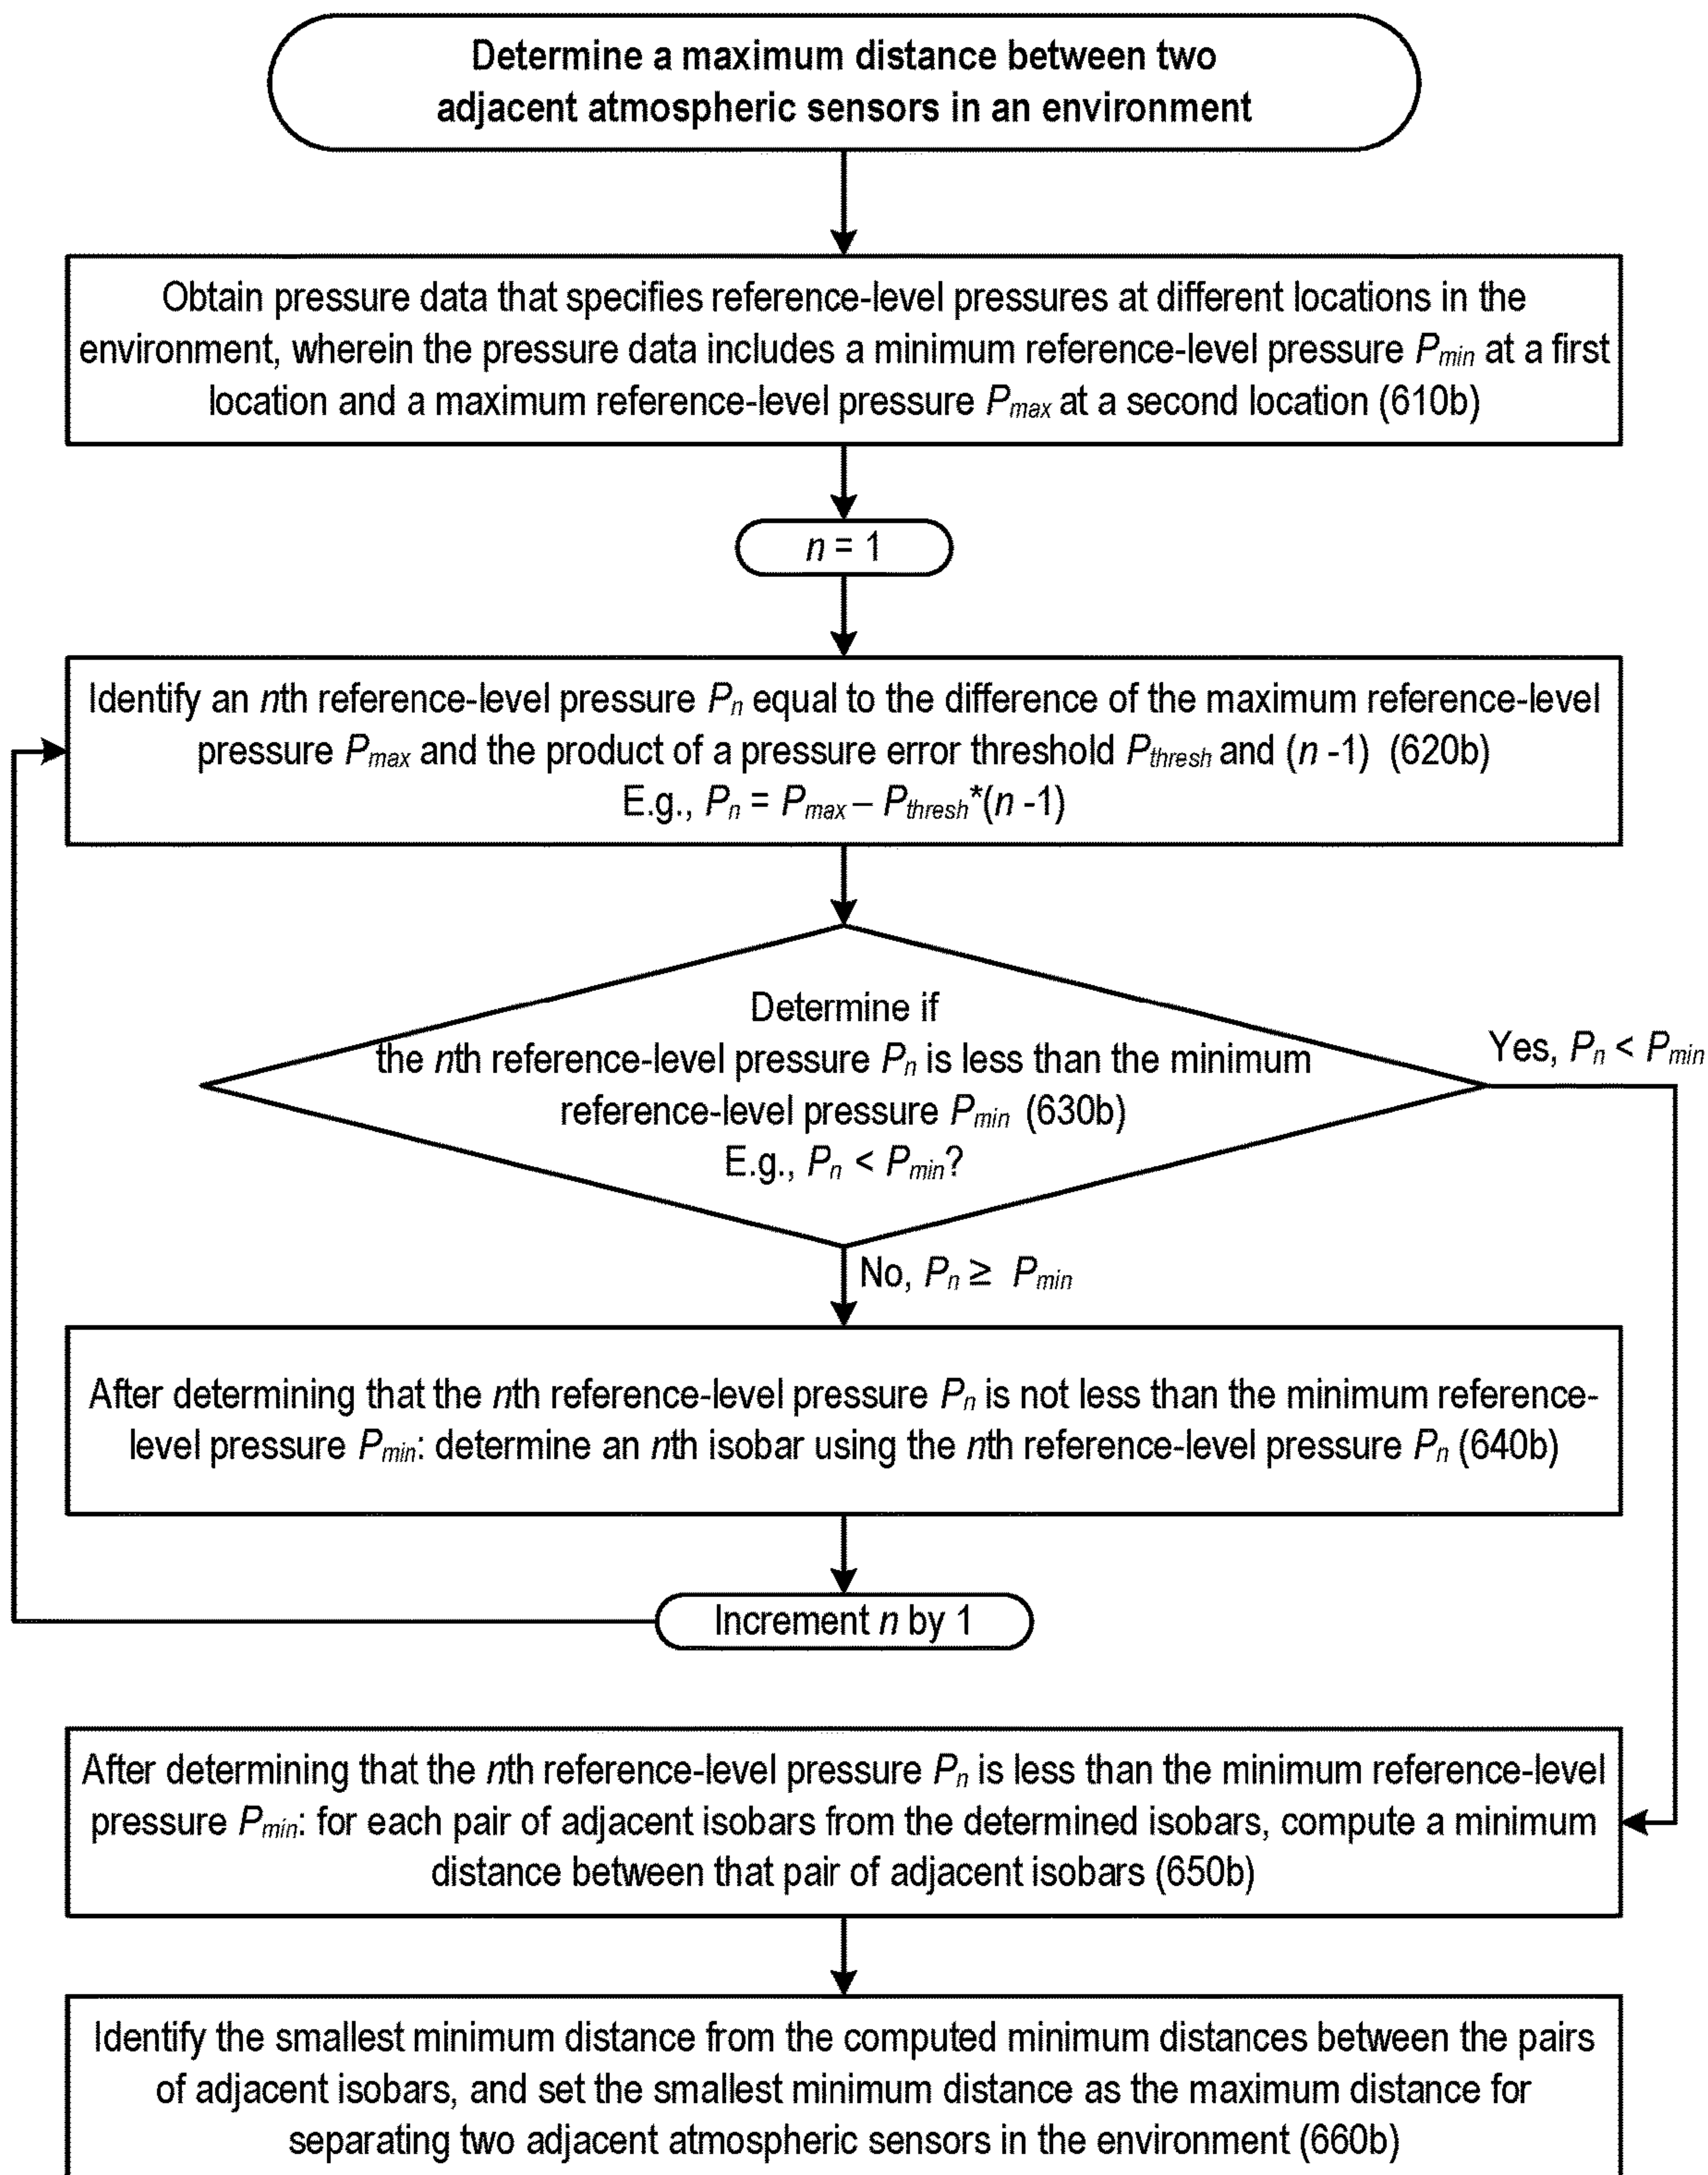 Determine a maximum distance between two
adjacent atmospheric sensors in an environment
Obtain pressure data that specifies reference-level pressures at different locations in the
environment, wherein the pressure data includes a minimum reference-level pressure Pmin at a first
location and a maximum reference-level pressure Pmax at a second location (610b)
n = 1
Identify an nth reference-level pressure Pn equal to the difference of the maximum reference-level
pressure Pmax and the product of a pressure error threshold Pthresh and (n -1) (620b)
E.g., Pn = Pmax – Pthresh*(n -1)
Determine if
the nth reference-level pressure Pn is less than the minimum
reference-level pressure Pmin (630b)
E.g., Pn < Pmin?
Yes, Pn < Pmin
No, Pn ≥ Pmin
After determining that the nth reference-level pressure Pn is not less than the minimum reference-
level pressure Pmin: determine an nth isobar using the nth reference-level pressure Pn (640b)
Increment n by 1
After determining that the nth reference-level pressure Pn is less than the minimum reference-level
pressure Pmin: for each pair of adjacent isobars from the determined isobars, compute a minimum
distance between that pair of adjacent isobars (650b)
Identify the smallest minimum distance from the computed minimum distances between the pairs
of adjacent isobars, and set the smallest minimum distance as the maximum distance for
separating two adjacent atmospheric sensors in the environment (660b)